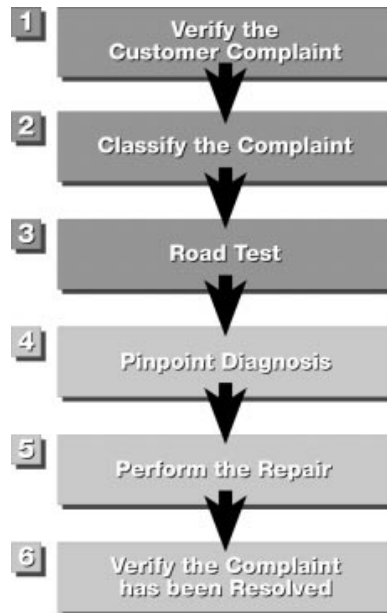 1
Verify the
Customer Complaint
2
Classify the Complaint
3
Road Test
4
Pinpoint Diagnosis
5
Perform the Repair
6
Verify the Complaint
has been Resolved